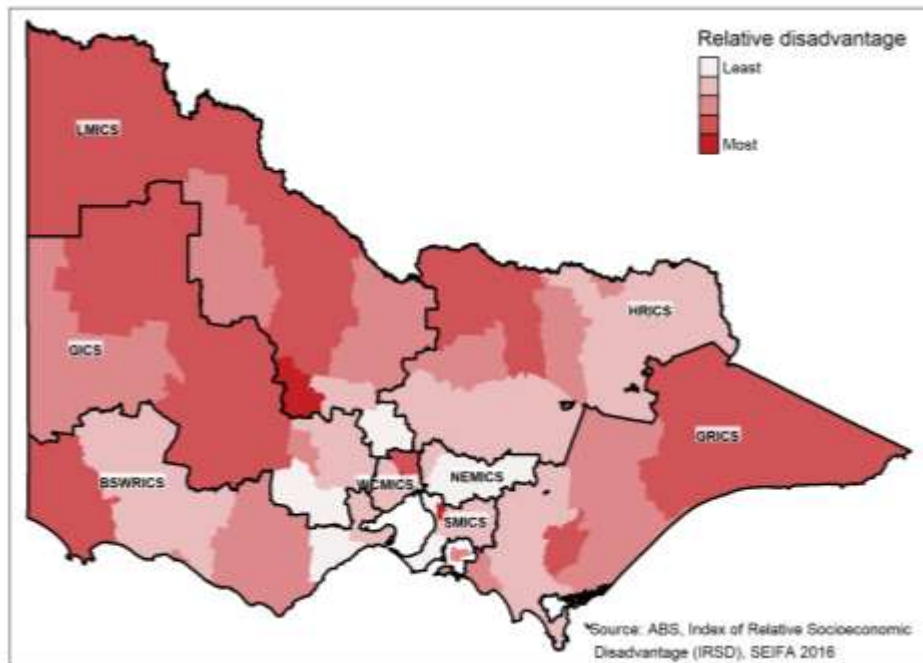 Relative disadvantage
Least
Most
LMICS
HRICS
GICS
GRICS
BSWRICS
WCMICS
NEMICS
SMICS
*Source: ABS, Index of Relative Socioeconomic
Disadvantage (IRSD), SEIFA 2016